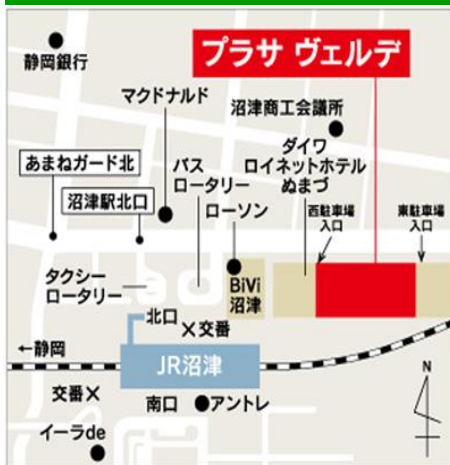 プラサ ヴェルデ
静岡銀行
マクドナルド
沼津商工会議所
ダイワ
ロイネットホテル
ぬまづ
あまねガード北
バス
ロータリー
沼津駅北口
ローソン
西駐車場
入口
東駐車場
入口
タクシー
ロータリー
BiVi
沼津
北口
交番
←静岡
JR沼津
N
交番
南口
アントレ
イーラde